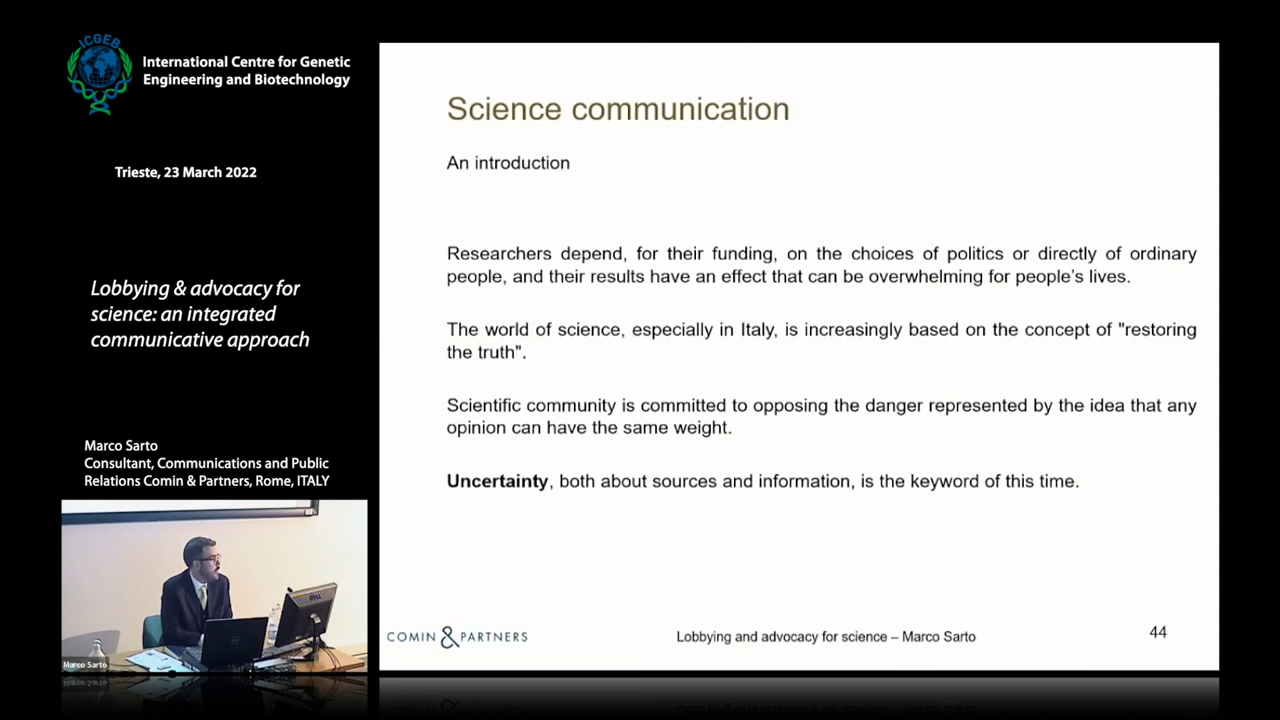 ICGEB
International Centre for Genetic
Engineering and Biotechnology
Trieste, 23 March 2022
Lobbying & advocacy for
science: an integrated
communicative approach
Marco Sarto
Consultant, Communications and Public
Relations Comin & Partners, Rome, ITALY
Marco Sarto
Science communication
An introduction
Researchers depend, for their funding, on the choices of politics or directly of ordinary
people, and their results have an effect that can be overwhelming for people's lives.
The world of science, especially in Italy, is increasingly based on the concept of "restoring
the truth".
Scientific community is committed to opposing the danger represented by the idea that any
opinion can have the same weight.
Uncertainty, both about sources and information, is the keyword of this time.
COMIN & PARTNERS
Lobbying and advocacy for science – Marco Sarto
44